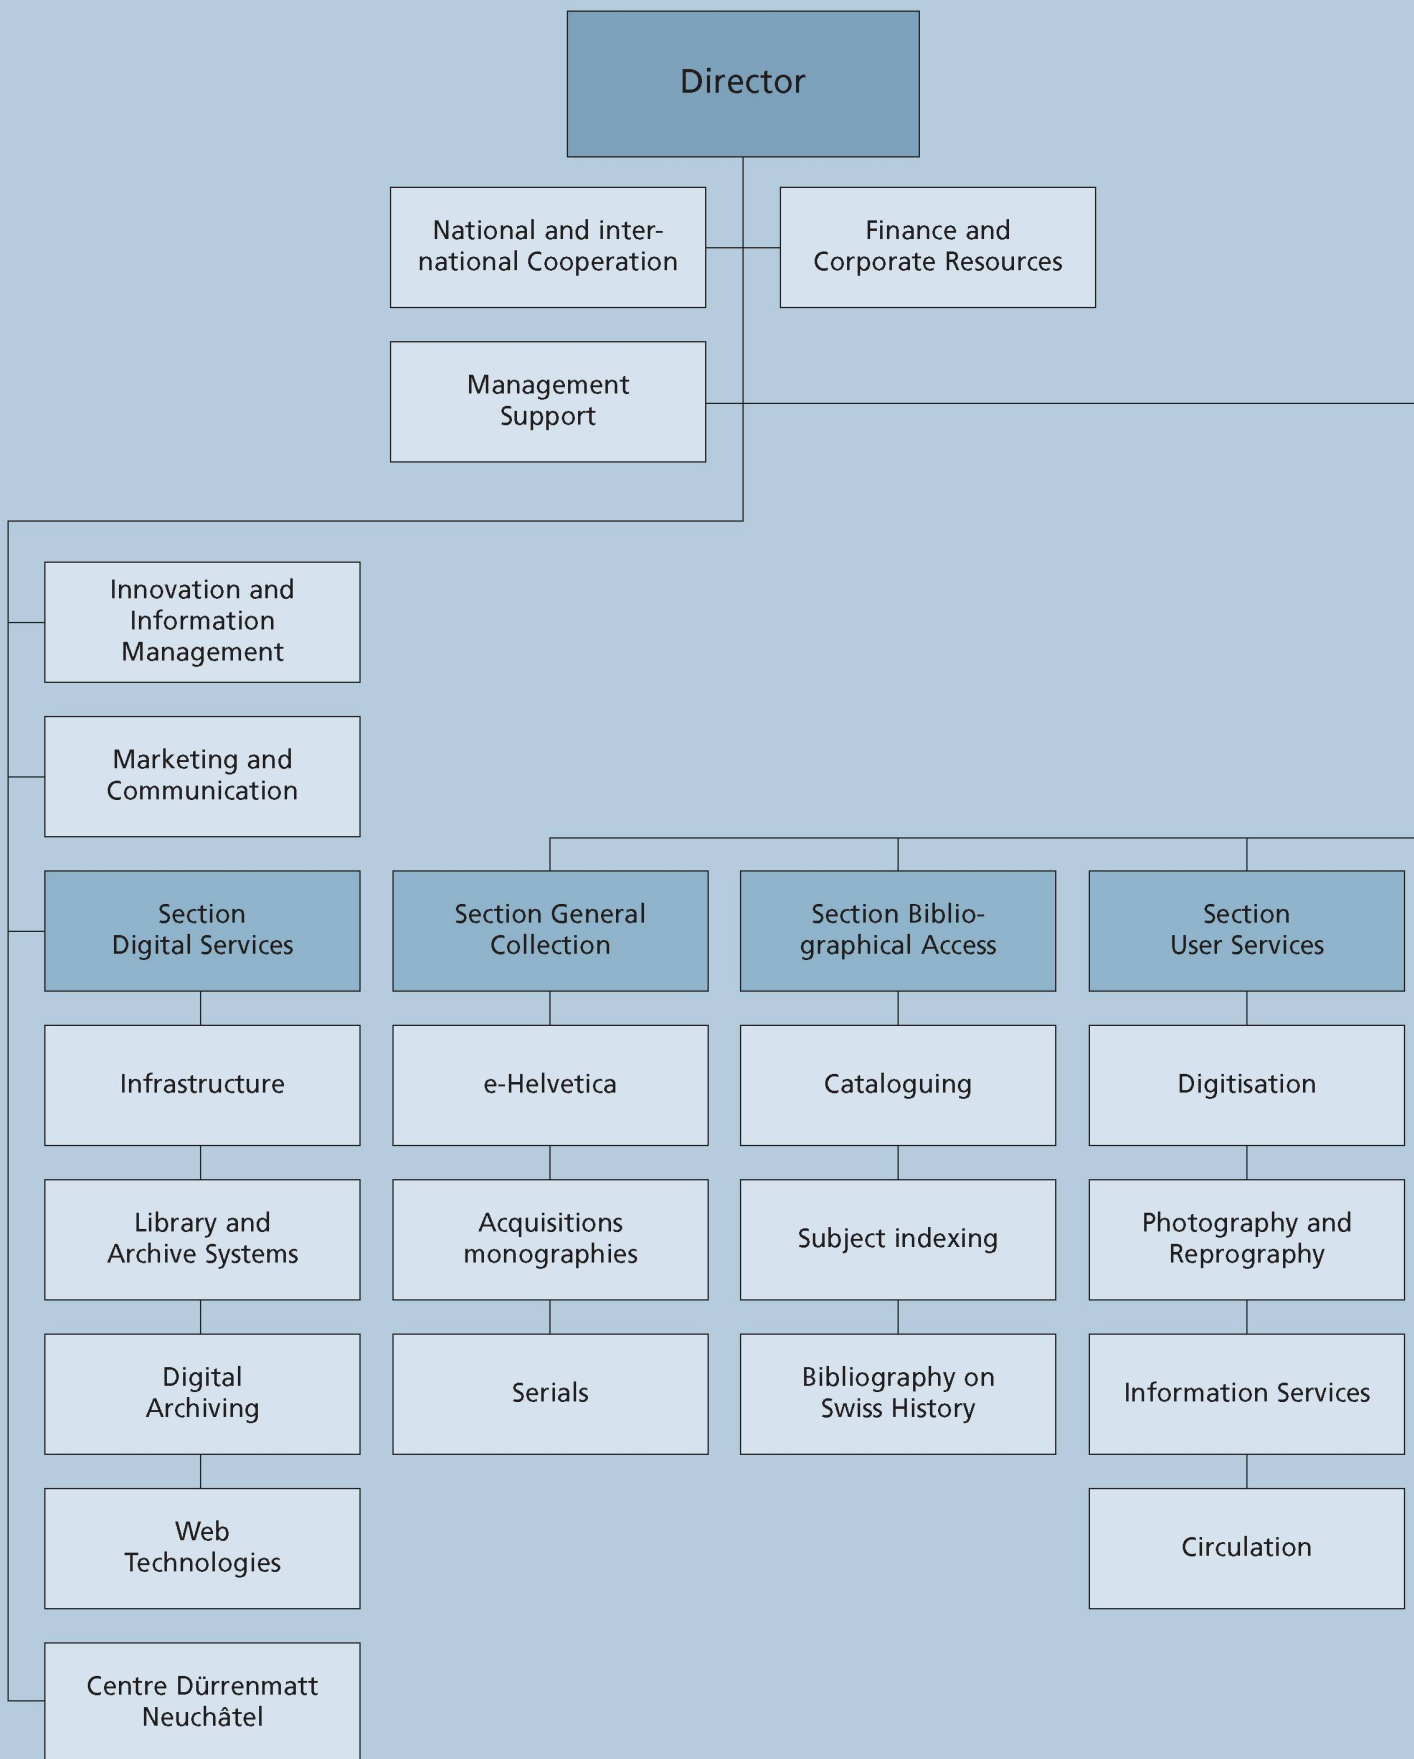 Director
National and inter-
national Cooperation
Finance and
Corporate Resources
Management
Support
Innovation and
Information
Management
Marketing and
Communication
Section
Digital Services
Section General
Collection
Section Biblio-
graphical Access
Section
User Services
Infrastructure
e-Helvetica
Cataloguing
Digitisation
Library and
Archive Systems
Acquisitions
monographies
Subject indexing
Photography and
Reprography
Digital
Archiving
Serials
Bibliography on
Swiss History
Information Services
Web
Technologies
Circulation
Centre Dürrenmatt
Neuchâtel